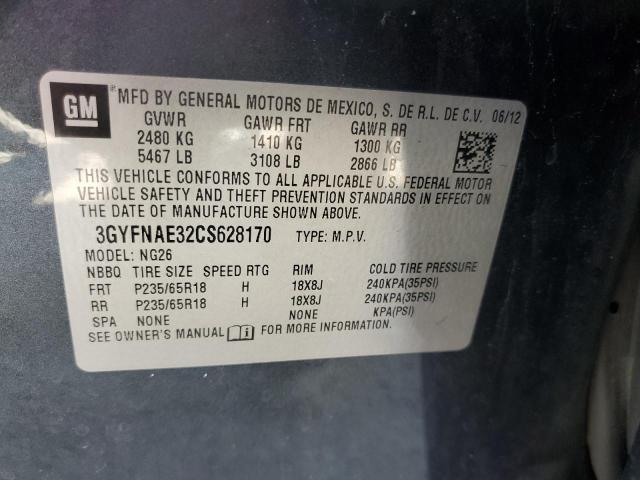 GM ® MFD BY GENERAL MOTORS DE MEXICO, S. DE R.L. DE C.V. 06/12
GVWR GAWR FRT GAWR RR
2480 KG 1410 KG 1300 KG
5467 LB 3108 LB 2866 LB
THIS VEHICLE CONFORMS TO ALL APPLICABLE U.S. FEDERAL MOTOR
VEHICLE SAFETY AND THEFT PREVENTION STANDARDS IN EFFECT ON
THE DATE OF MANUFACTURE SHOWN ABOVE.
3GYFNAE32CS628170 TYPE: M.P.V.
MODEL: NG26
NBBQ TIRE SIZE SPEED RTG RIM COLD TIRE PRESSURE
FRT P235/65R18 H 18X8J 240KPA(35PSI)
RR P235/65R18 H 18X8J 240KPA(35PSI)
SPA NONE NONE KPA(PSI)
SEE OWNER'S MANUAL i FOR MORE INFORMATION.